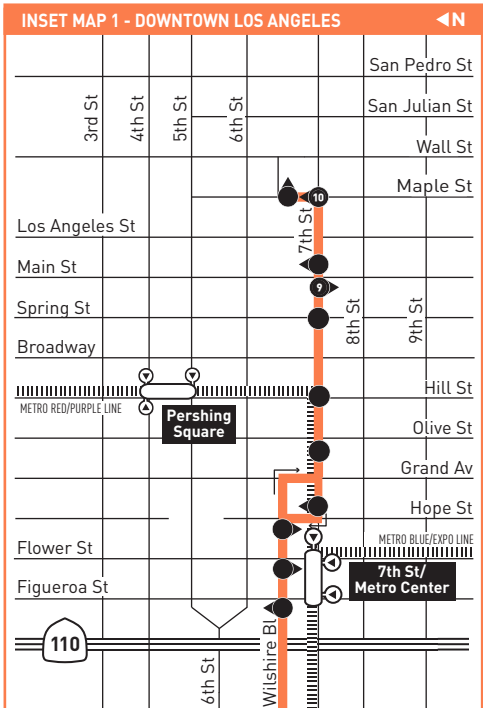 INSET MAP 1 - DOWNTOWN LOS ANGELES
N
San Pedro St
3rd St
4th St
5th St
6th St
San Julian St
Wall St
Maple St
10
7th St
Los Angeles St
Main St
9
Spring St
8th St
9th St
Broadway
METRO RED/PURPLE LINE
Hill St
Pershing
Square
Olive St
Grand Av
Hope St
METRO BLUE/EXPO LINE
Flower St
7th St/
Metro Center
Figueroa St
110
6th St
Wilshire Bl